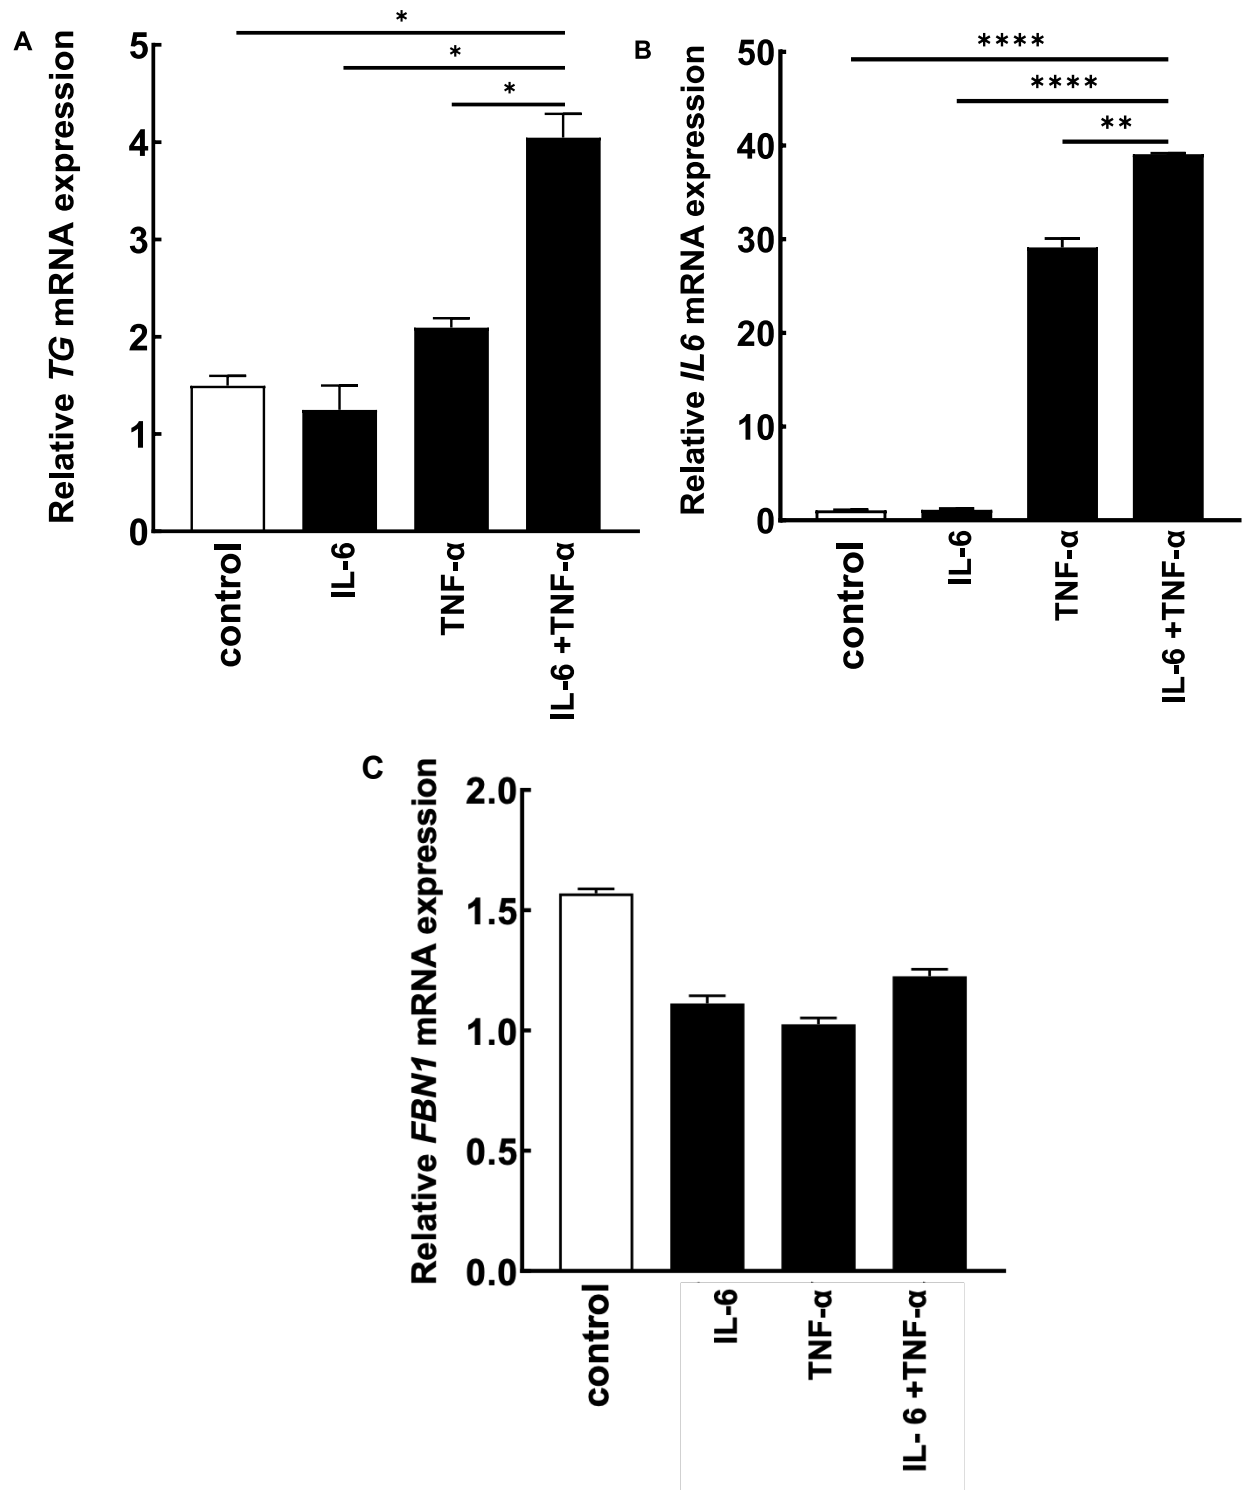 A
Relative TG mRNA expression
5
4
3
2
1
0
*
*
*
control
IL-6
TNF-α
IL-6 +TNF-α
B
Relative IL6 mRNA expression
50
40
30
20
10
0
****
****
**
control
IL-6
TNF-α
IL-6 +TNF-α
C
Relative FBN1 mRNA expression
2.0
1.5
1.0
0.5
0.0
control
IL-6
TNF-α
IL- 6 +TNF-α